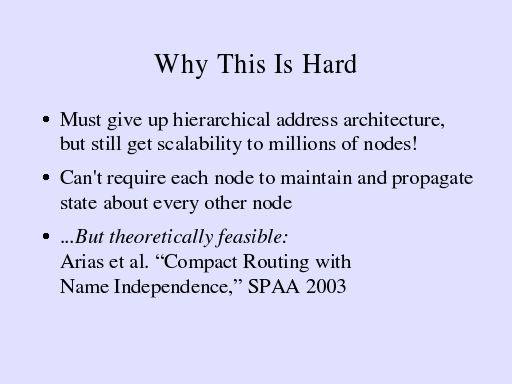 Why This Is Hard
• Must give up hierarchical address architecture,
but still get scalability to millions of nodes!
• Can't require each node to maintain and propagate
state about every other node
• ...But theoretically feasible:
Arias et al. “Compact Routing with
Name Independence,” SPAA 2003